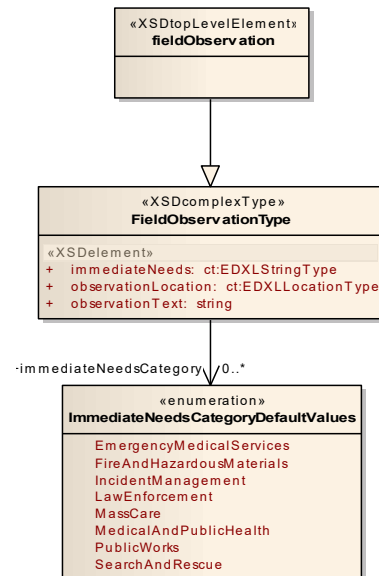 «XSDtopLevelElement»
fieldObservation
«XSDcomplexType»
FieldObservationType
«XSDelement»
+ immediateNeeds: ct:EDXLStringType
+ observationLocation: ct:EDXLLocationType
+ observationText: string
-immediateNeedsCategory 0..*
«enumeration»
ImmediateNeedsCategoryDefaultValues
EmergencyMedicalServices
FireAndHazardousMaterials
IncidentManagement
LawEnforcement
MassCare
MedicalAndPublicHealth
PublicWorks
SearchAndRescue